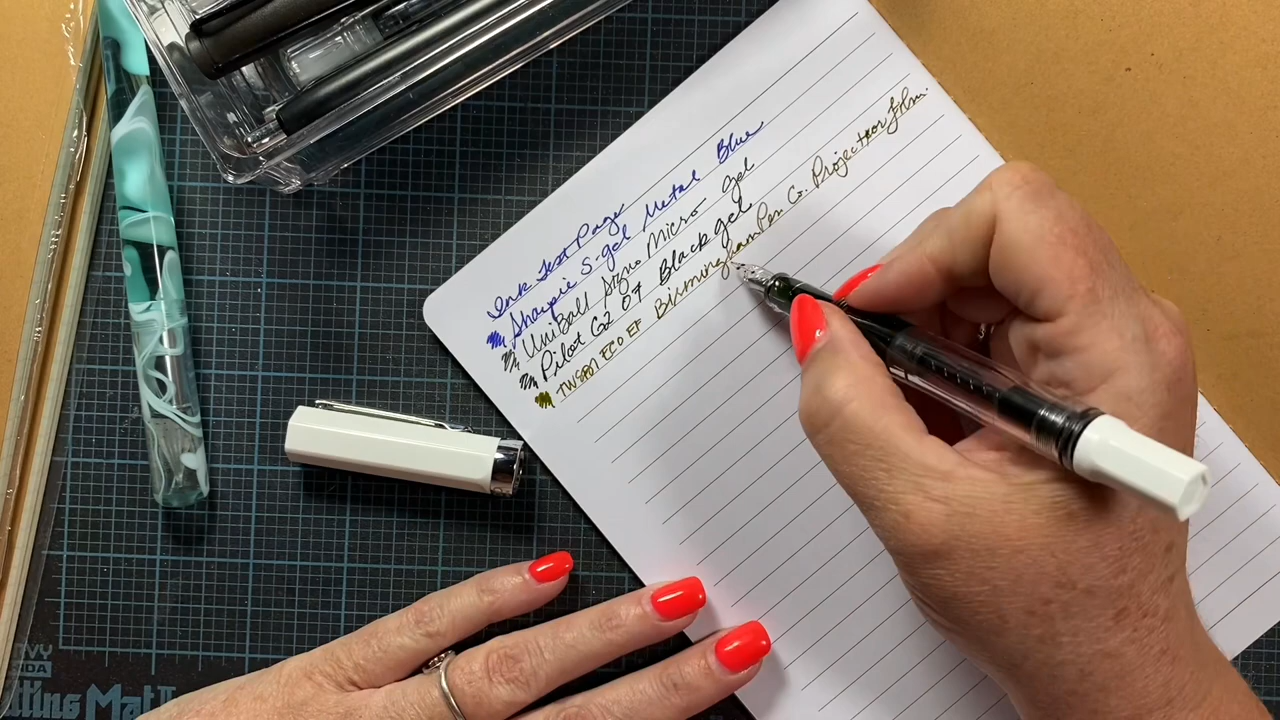 Ink Test Page
Sharpie S-gel Metal Blue
UniBall Signo Micro gel
Pilot G2 07 Black gel
TWSBI ECO EF Birmingham Pen Co. Projector Film.